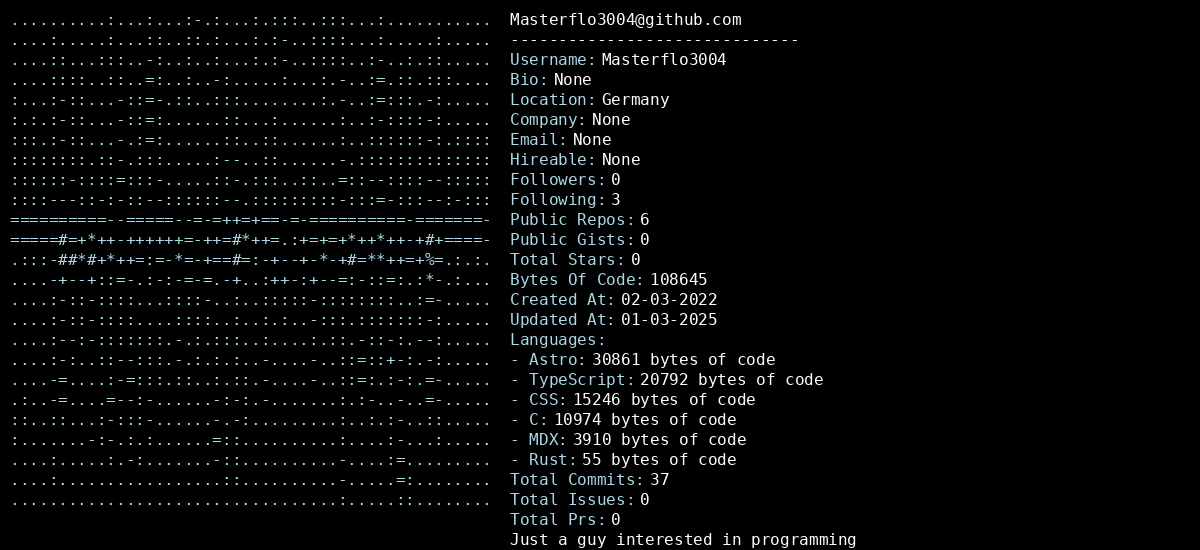 Masterflo3004@github.com
------------------------------
Username: Masterflo3004
Bio: None
Location: Germany
Company: None
Email: None
Hireable: None
Followers: 0
Following: 3
Public Repos: 6
Public Gists: 0
Total Stars: 0
Bytes Of Code: 108645
Created At: 02-03-2022
Updated At: 01-03-2025
Languages:
- Astro: 30861 bytes of code
- TypeScript: 20792 bytes of code
- CSS: 15246 bytes of code
- C: 10974 bytes of code
- MDX: 3910 bytes of code
- Rust: 55 bytes of code
Total Commits: 37
Total Issues: 0
Total Prs: 0
Just a guy interested in programming